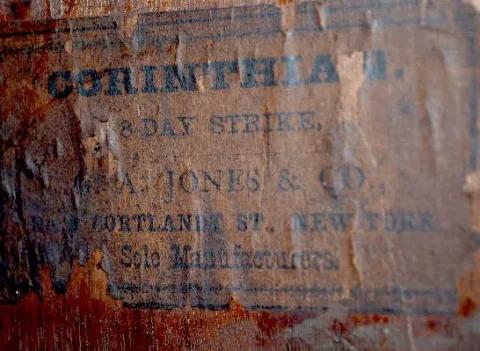 CORINTHIAN.
8-DAY STRIKE,
A. JONES & CO.,
CORTLANDT ST., NEW YORK.
Sole Manufacturers.